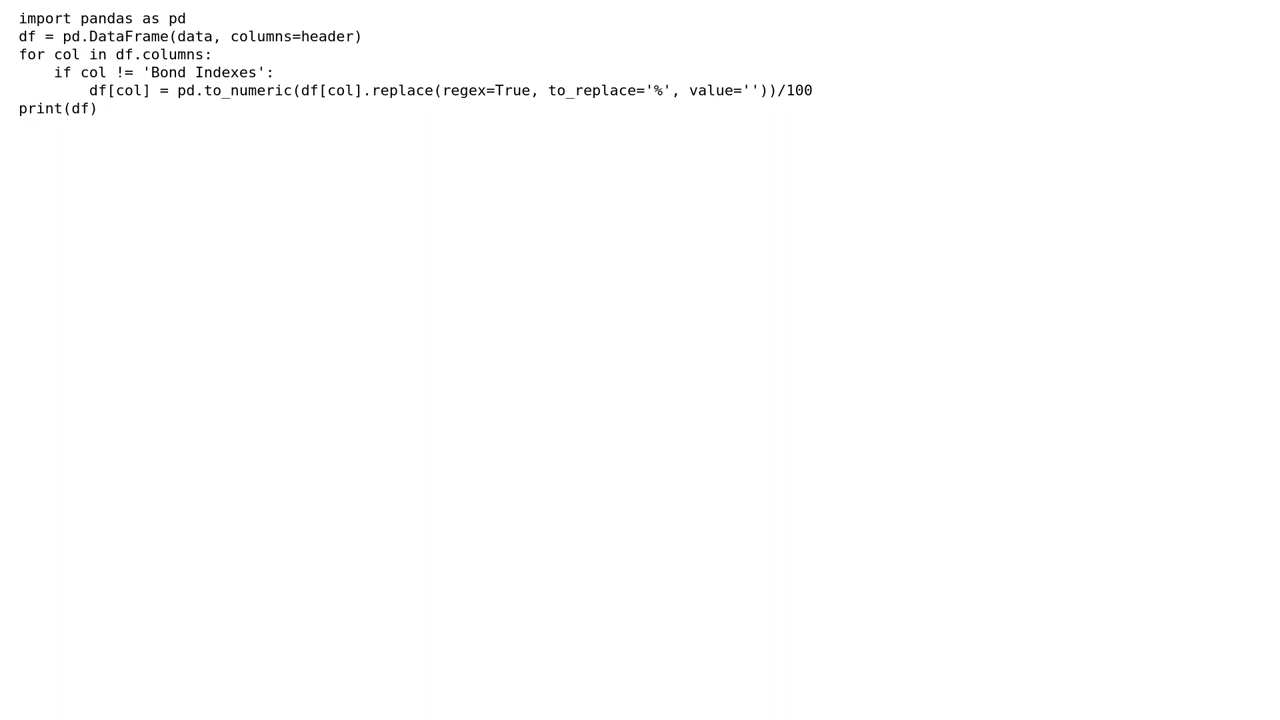 import pandas as pd
df = pd.DataFrame(data, columns=header)
for col in df.columns:
    if col != 'Bond Indexes':
        df[col] = pd.to_numeric(df[col].replace(regex=True, to_replace='%', value=''))/100
print(df)